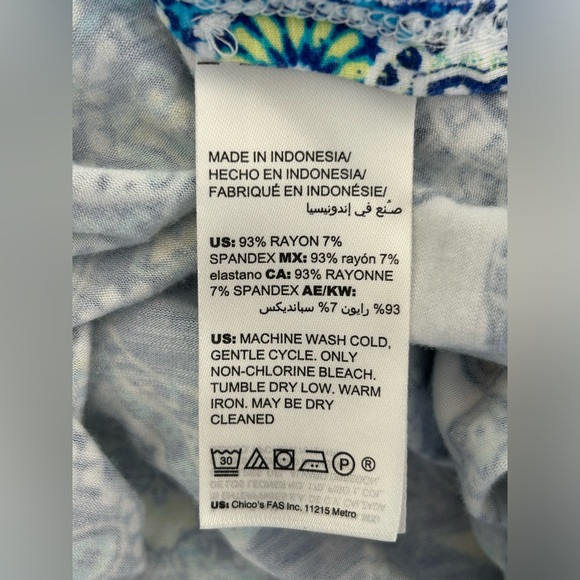 MADE IN INDONESIA/
HECHO EN INDONESIA/
FABRIQUÉ EN INDONÉSIE/
صُنع في إندونيسيا
US: 93% RAYON 7%
SPANDEX MX: 93% rayón 7%
elastano CA: 93% RAYONNE
7% SPANDEX AE/KW:
93% رايون 7% سبانديكس
US: MACHINE WASH COLD,
GENTLE CYCLE. ONLY
NON-CHLORINE BLEACH.
TUMBLE DRY LOW. WARM
IRON. MAY BE DRY
CLEANED
30 P ®
US: Chico's FAS Inc. 11215 Metro